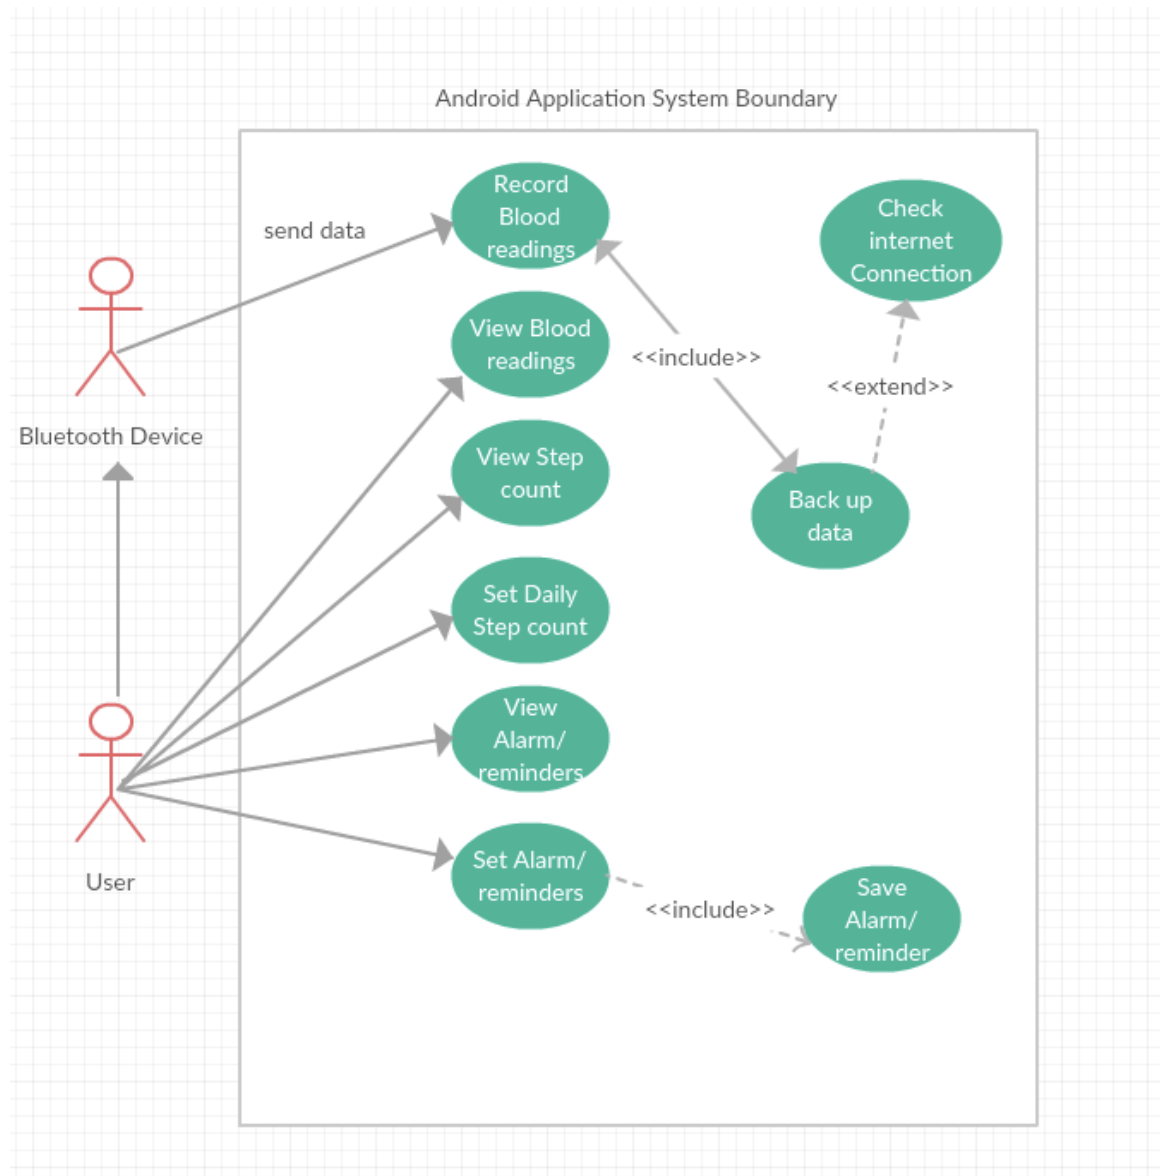 Android Application System Boundary
Record
Blood
readings
Check
internet
Connection
send data
View Blood
readings
<<include>>
<<extend>>
Bluetooth Device
View Step
count
Back up
data
Set Daily
Step count
View
Alarm/
reminders
Set Alarm/
reminders
User
<<include>>
Save
Alarm/
reminder